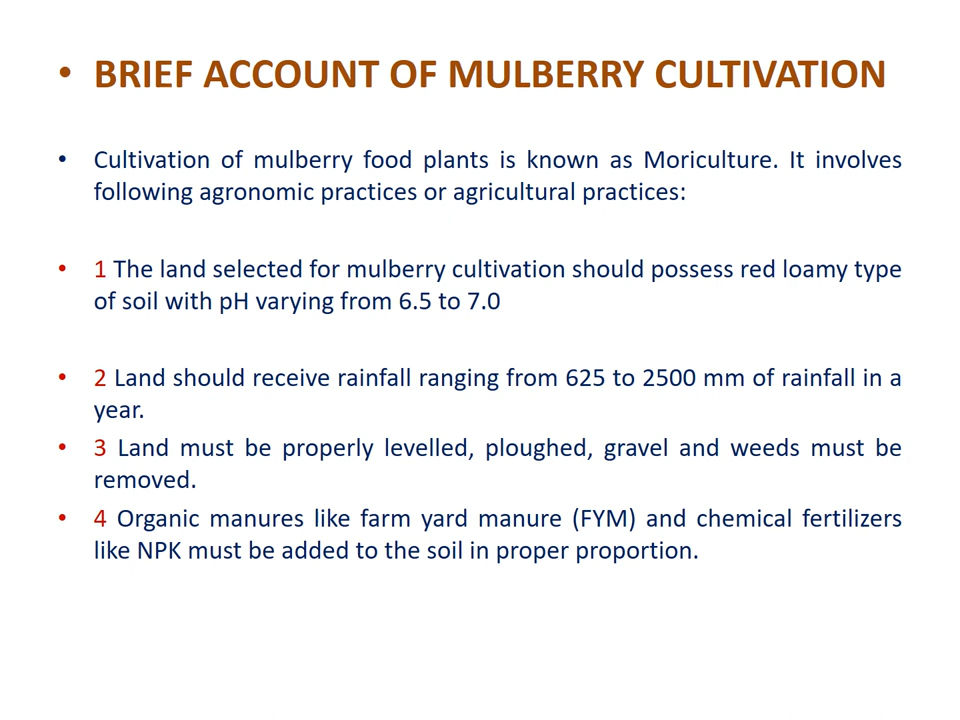 • BRIEF ACCOUNT OF MULBERRY CULTIVATION
• Cultivation of mulberry food plants is known as Moriculture. It involves
following agronomic practices or agricultural practices:
• 1 The land selected for mulberry cultivation should possess red loamy type
of soil with pH varying from 6.5 to 7.0
• 2 Land should receive rainfall ranging from 625 to 2500 mm of rainfall in a
year.
• 3 Land must be properly levelled, ploughed, gravel and weeds must be
removed.
• 4 Organic manures like farm yard manure (FYM) and chemical fertilizers
like NPK must be added to the soil in proper proportion.